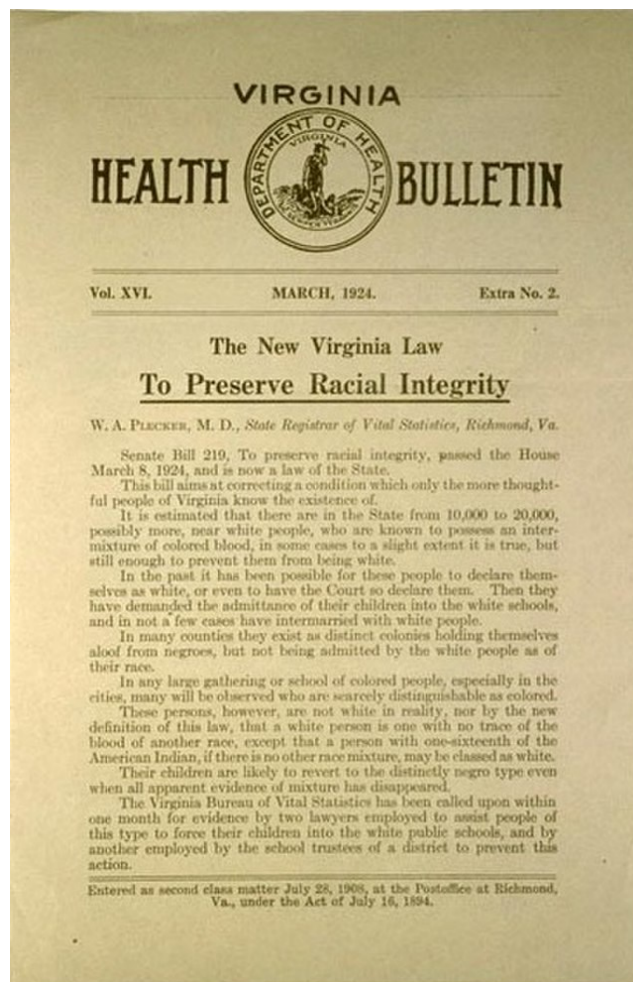 VIRGINIA
HEALTH BULLETIN
DEPARTMENT OF HEALTH
VIRGINIA
Vol. XVI. MARCH, 1924. Extra No. 2.
The New Virginia Law
To Preserve Racial Integrity
W. A. PLECKER, M. D., State Registrar of Vital Statistics, Richmond, Va.
Senate Bill 219, To preserve racial integrity, passed the House
March 8, 1924, and is now a law of the State.
This bill aims at correcting a condition which only the more thought-
ful people of Virginia know the existence of.
It is estimated that there are in the State from 10,000 to 20,000,
possibly more, near white people, who are known to possess an inter-
mixture of colored blood, in some cases to a slight extent it is true, but
still enough to prevent them from being white.
In the past it has been possible for these people to declare them-
selves as white, or even to have the Court so declare them. Then they
have demanded the admittance of their children into the white schools,
and in not a few cases have intermarried with white people.
In many counties they exist as distinct colonies holding themselves
aloof from negroes, but not being admitted by the white people as of
their race.
In any large gathering or school of colored people, especially in the
cities, many will be observed who are scarcely distinguishable as colored.
These persons, however, are not white in reality, nor by the new
definition of this law, that a white person is one with no trace of the
blood of another race, except that a person with one-sixteenth of the
American Indian, if there is no other race mixture, may be classed as white.
Their children are likely to revert to the distinctly negro type even
when all apparent evidence of mixture has disappeared.
The Virginia Bureau of Vital Statistics has been called upon within
one month for evidence by two lawyers employed to assist people of
this type to force their children into the white public schools, and by
another employed by the school trustees of a district to prevent this
action.
Entered as second class matter July 28, 1908, at the Postoffice at Richmond,
Va., under the Act of July 16, 1894.